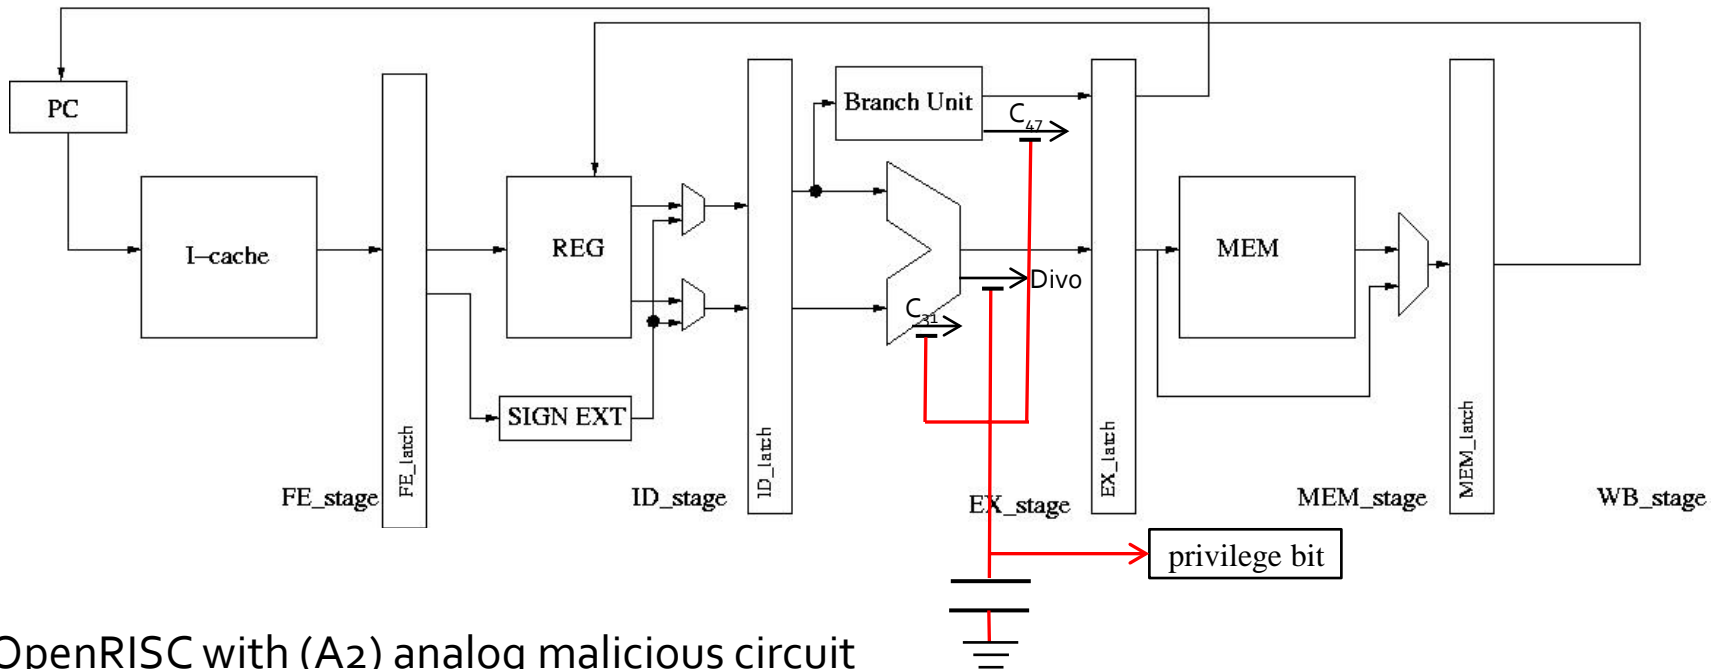 PC
I–cache
FE_latch
FE_stage
REG
SIGN EXT
ID_stage
ID_latch
Branch Unit
C47
Divo
C31
EX_stage
EX_latch
MEM
MEM_stage
MEM_latch
WB_stage
privilege bit
OpenRISC with (A2) analog malicious circuit